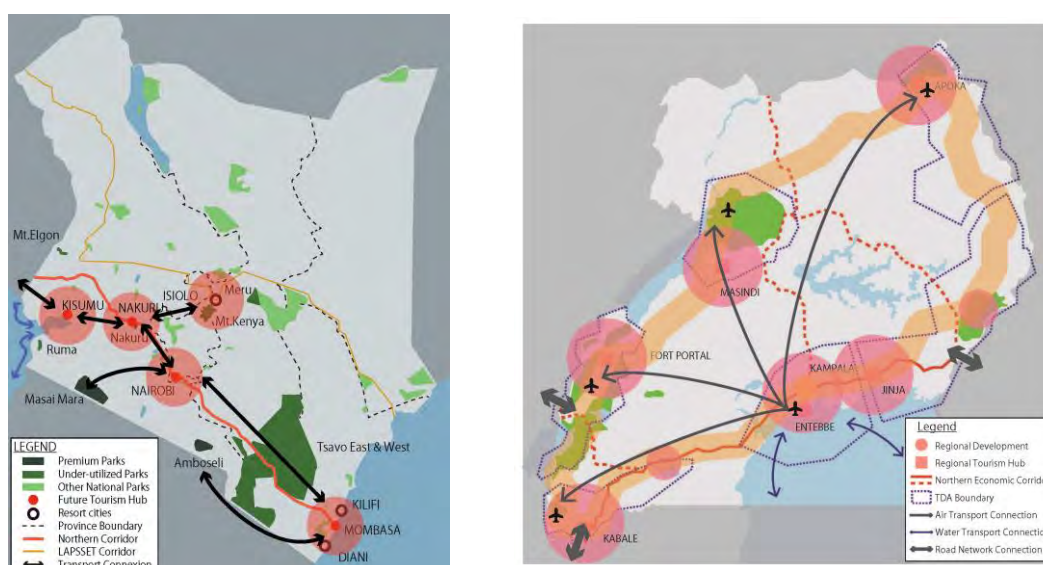 Mt.Elgon
KISUMU
NAKURU
Nakuru
ISIOLO
Meru
Mt.Kenya
Ruma
Masai Mara
NAIROBI
Amboseli
Tsavo East & West
KILIFI
MOMBASA
DIANI
LEGEND
Premium Parks
Under-utilized Parks
Other National Parks
Future Tourism Hub
Resort cities
Province Boundary
Northern Corridor
LAPSSET Corridor
Transport Connexion
APOKA
MASINDI
FORT PORTAL
KAMPALA
JINJA
ENTEBBE
KABALE
Legend
Regional Development
Regional Tourism Hub
Northern Economic Corrido
TDA Boundary
Air Transport Connection
Water Transport Connectio
Road Network Connection